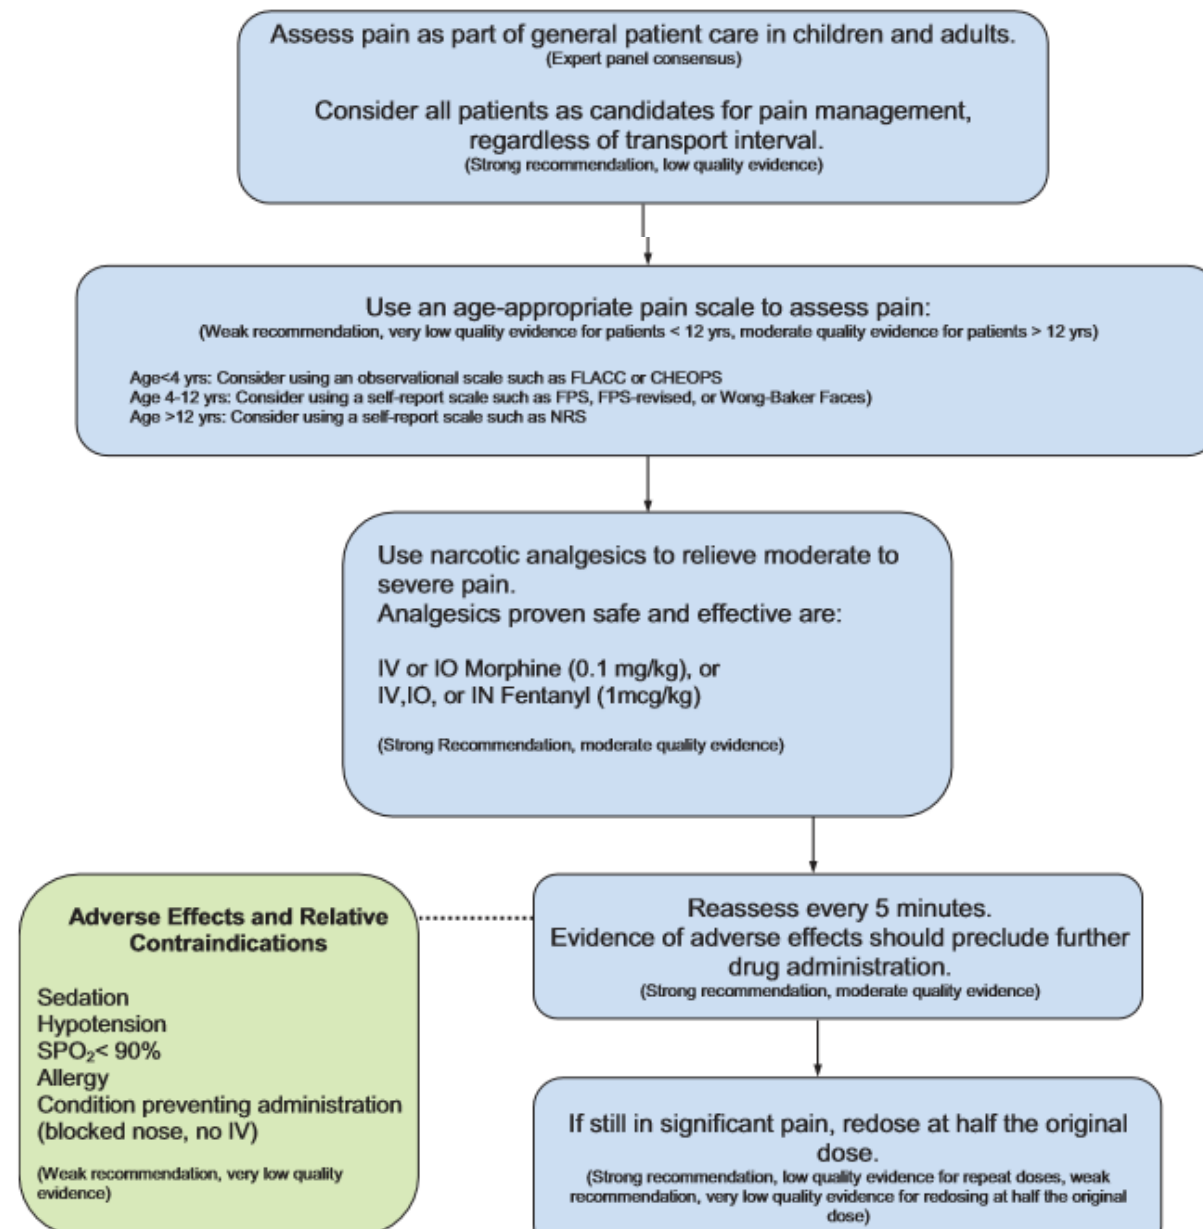 Assess pain as part of general patient care in children and adults.
(Expert panel consensus)
Consider all patients as candidates for pain management,
regardless of transport interval.
(Strong recommendation, low quality evidence)
Use an age-appropriate pain scale to assess pain:
(Weak recommendation, very low quality evidence for patients < 12 yrs, moderate quality evidence for patients > 12 yrs)
Age<4 yrs: Consider using an observational scale such as FLACC or CHEOPS
Age 4-12 yrs: Consider using a self-report scale such as FPS, FPS-revised, or Wong-Baker Faces)
Age >12 yrs: Consider using a self-report scale such as NRS
Use narcotic analgesics to relieve moderate to
severe pain.
Analgesics proven safe and effective are:
IV or IO Morphine (0.1 mg/kg), or
IV,IO, or IN Fentanyl (1mcg/kg)
(Strong Recommendation, moderate quality evidence)
Adverse Effects and Relative
Contraindications
Sedation
Hypotension
SPO₂< 90%
Allergy
Condition preventing administration
(blocked nose, no IV)
(Weak recommendation, very low quality
evidence)
Reassess every 5 minutes.
Evidence of adverse effects should preclude further
drug administration.
(Strong recommendation, moderate quality evidence)
If still in significant pain, redose at half the original
dose.
(Strong recommendation, low quality evidence for repeat doses, weak
recommendation, very low quality evidence for redosing at half the original
dose)